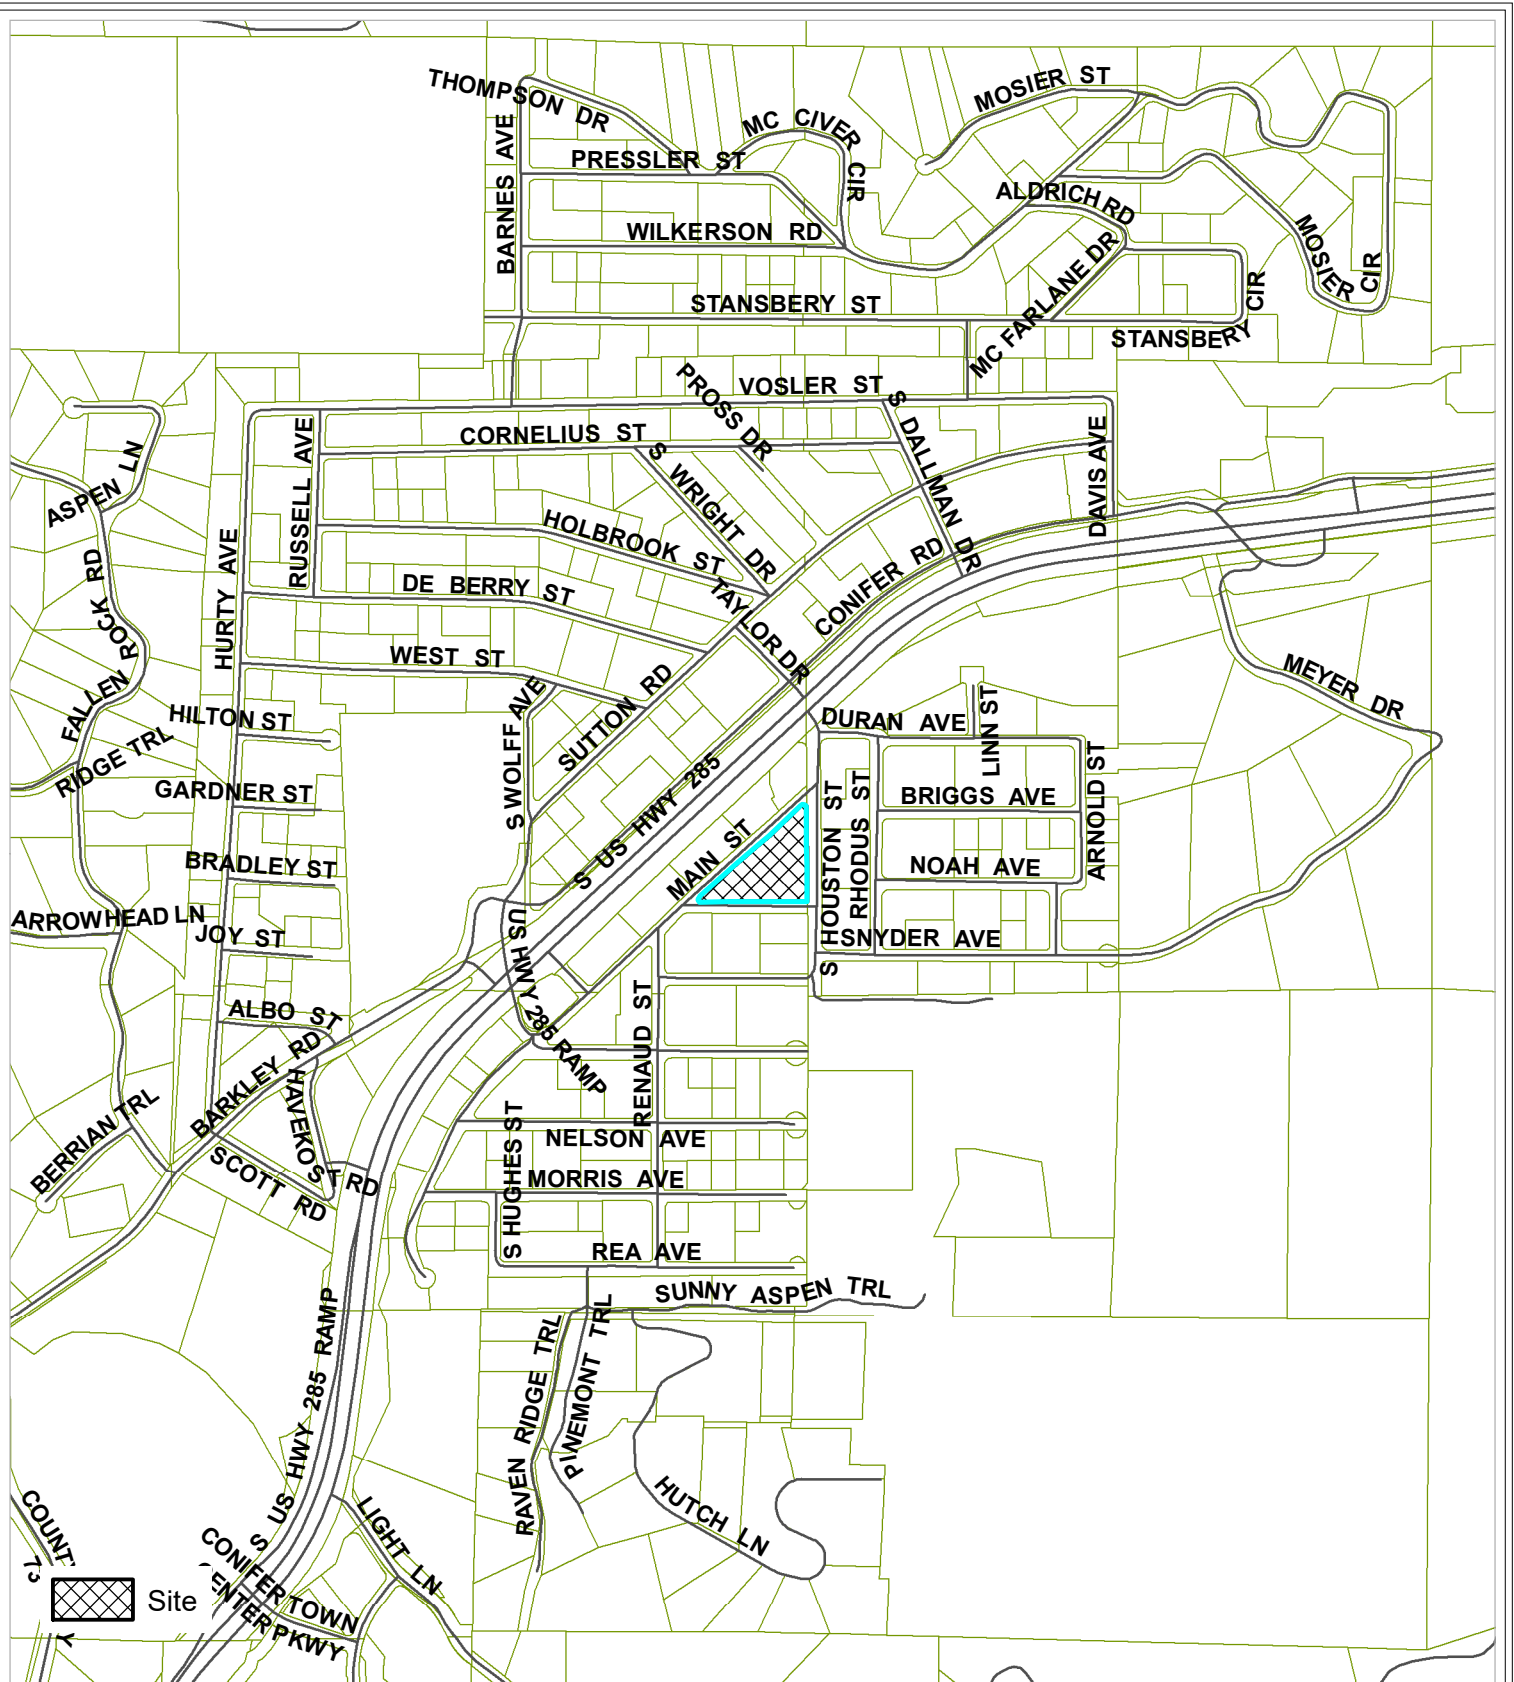 THOMPSON DR
MOSIER ST
MC CIVER CIR
BARNES AVE
PRESSLER ST
ALDRICH RD
WILKERSON RD
MOSIER CIR
MC FARLANE DR
STANSBERY ST
STANSBERY CIR
VOSLER ST
PROSS DR
S DALLMAN DR
CORNELIUS ST
S WRIGHT DR
DAVIS AVE
RUSSELL AVE
ASPEN LN
HOLBROOK ST
HURTY AVE
CONIFER RD
DE BERRY ST
TAYLOR DR
FALLEN ROCK RD
WEST ST
SUTTON RD
MEYER DR
HILTON ST
S WOLFF AVE
DURAN AVE
LINN ST
RIDGE TRL
S US HWY 285
GARDNER ST
BRIGGS AVE
ARNOLD ST
S HOUSTON ST
RHODUS ST
MAIN ST
BRADLEY ST
NOAH AVE
ARROWHEAD LN
JOY ST
SNYDER AVE
US HWY 285 RAMP
ALBO ST
RENAUD ST
BARKLEY RD
HAVEKOST RD
BERRIAN TRL
NELSON AVE
SCOTT RD
MORRIS AVE
S HUGHES ST
REA AVE
SUNNY ASPEN TRL
S US HWY 285 RAMP
RAVEN RIDGE TRL
PINEMONT TRL
HUTCH LN
LIGHT LN
COUNT
73
Y
CONIFER TOWN
ENTER PKWY
Site